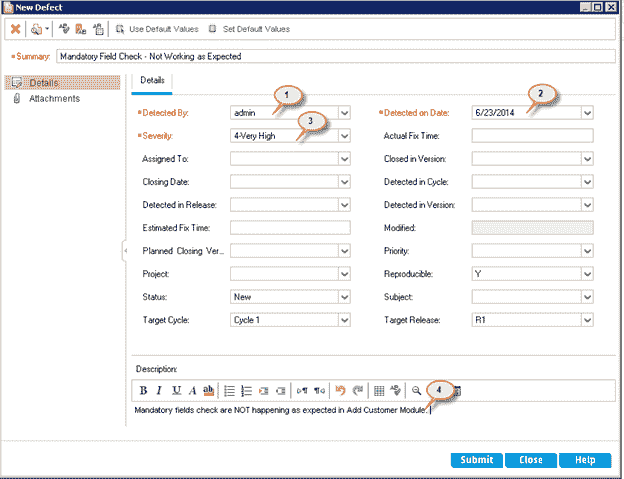 New Defect
Use Default Values Set Default Values
*Summary: Mandatory Field Check - Not Working as Expected
Details
Attachments
Details
1
2
*Detected By: admin *Detected on Date: 6/23/2014
3
*Severity: 4-Very High Actual Fix Time:
Assigned To: Closed in Version:
Closing Date: Detected in Cycle:
Detected in Release: Detected in Version:
Estimated Fix Time: Modified:
Planned Closing Ver... Priority:
Project: Reproducible: Y
Status: New Subject:
Target Cycle: Cycle 1 Target Release: R1
Description:
B I U A ab
4
Mandatory fields check are NOT happening as expected in Add Customer Module.
Submit Close Help